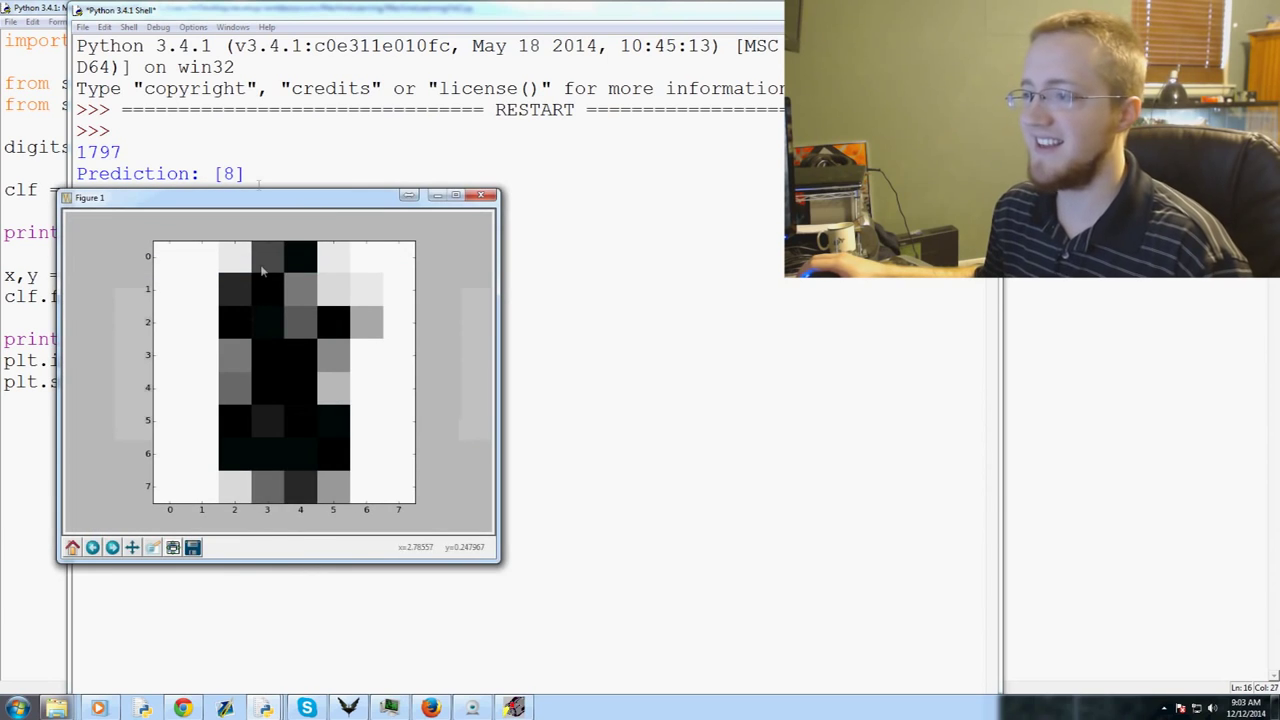 *Python 3.4.1 Shell*
File Edit Shell Debug Options Windows Help
Python 3.4.1 (v3.4.1:c0e311e010fc, May 18 2014, 10:45:13) [MSC
D64)] on win32
Type "copyright", "credits" or "license()" for more information
>>> ================================ RESTART ================
>>>
1797
Prediction: [8]
Python 3.4.1:
File Edit Form
impor
from s
from s
digits
clf =
print
x,y =
clf.f
print
plt.i
plt.s
Figure 1
0
1
2
3
4
5
6
7
0 1 2 3 4 5 6 7
x=2.78557 y=0.247967
Ln: 16 Col: 27
9:03 AM
12/12/2014